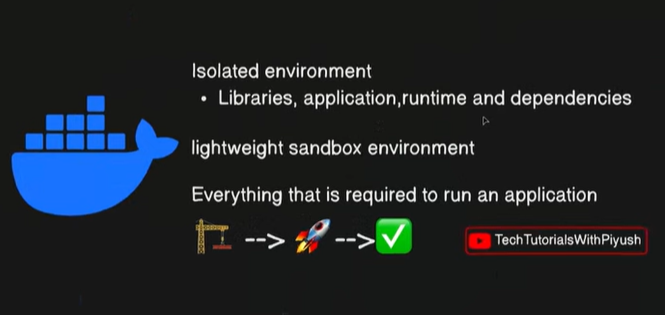 Isolated environment
• Libraries, application,runtime and dependencies
lightweight sandbox environment
Everything that is required to run an application
--> -->
TechTutorialsWithPiyush